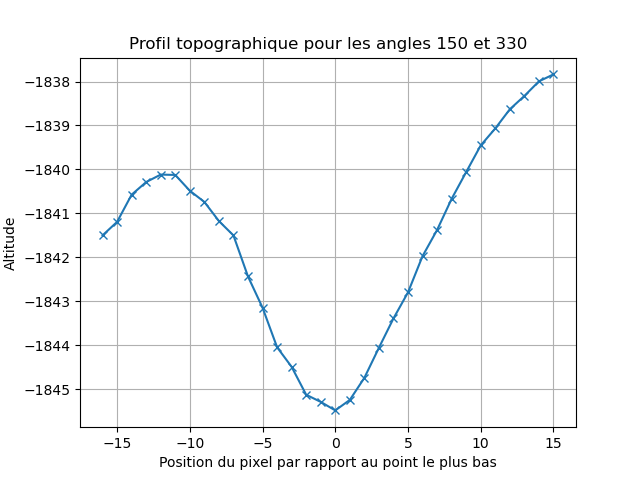 Profil topographique pour les angles 150 et 330
−1838
−1839
−1840
−1841
−1842
−1843
−1844
−1845
Altitude
−15 −10 −5 0 5 10 15
Position du pixel par rapport au point le plus bas